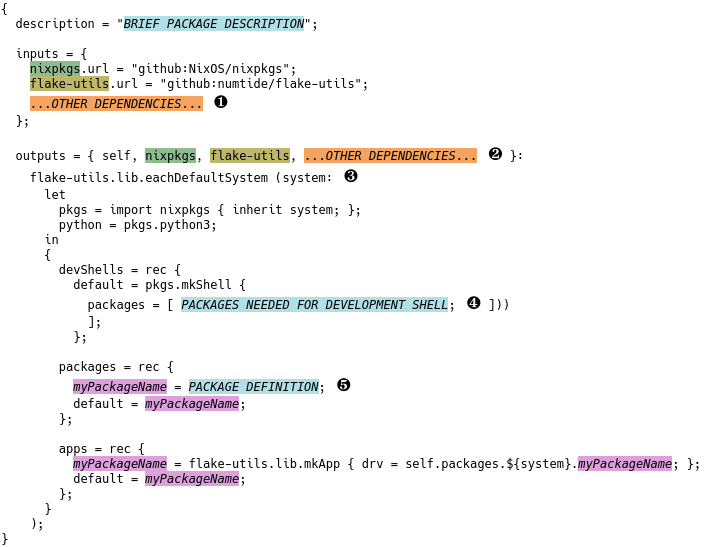 {
  description = "BRIEF PACKAGE DESCRIPTION";

  inputs = {
    nixpkgs.url = "github:NixOS/nixpkgs";
    flake-utils.url = "github:numtide/flake-utils";
    ...OTHER DEPENDENCIES... ❶
  };

  outputs = { self, nixpkgs, flake-utils, ...OTHER DEPENDENCIES... ❷ }:
    flake-utils.lib.eachDefaultSystem (system: ❸
      let
        pkgs = import nixpkgs { inherit system; };
        python = pkgs.python3;
      in
      {
        devShells = rec {
          default = pkgs.mkShell {
            packages = [ PACKAGES NEEDED FOR DEVELOPMENT SHELL; ❹ ]))
            ];
          };

        packages = rec {
          myPackageName = PACKAGE DEFINITION; ❺
          default = myPackageName;
        };

        apps = rec {
          myPackageName = flake-utils.lib.mkApp { drv = self.packages.${system}.myPackageName; };
          default = myPackageName;
        };
      }
    );
}